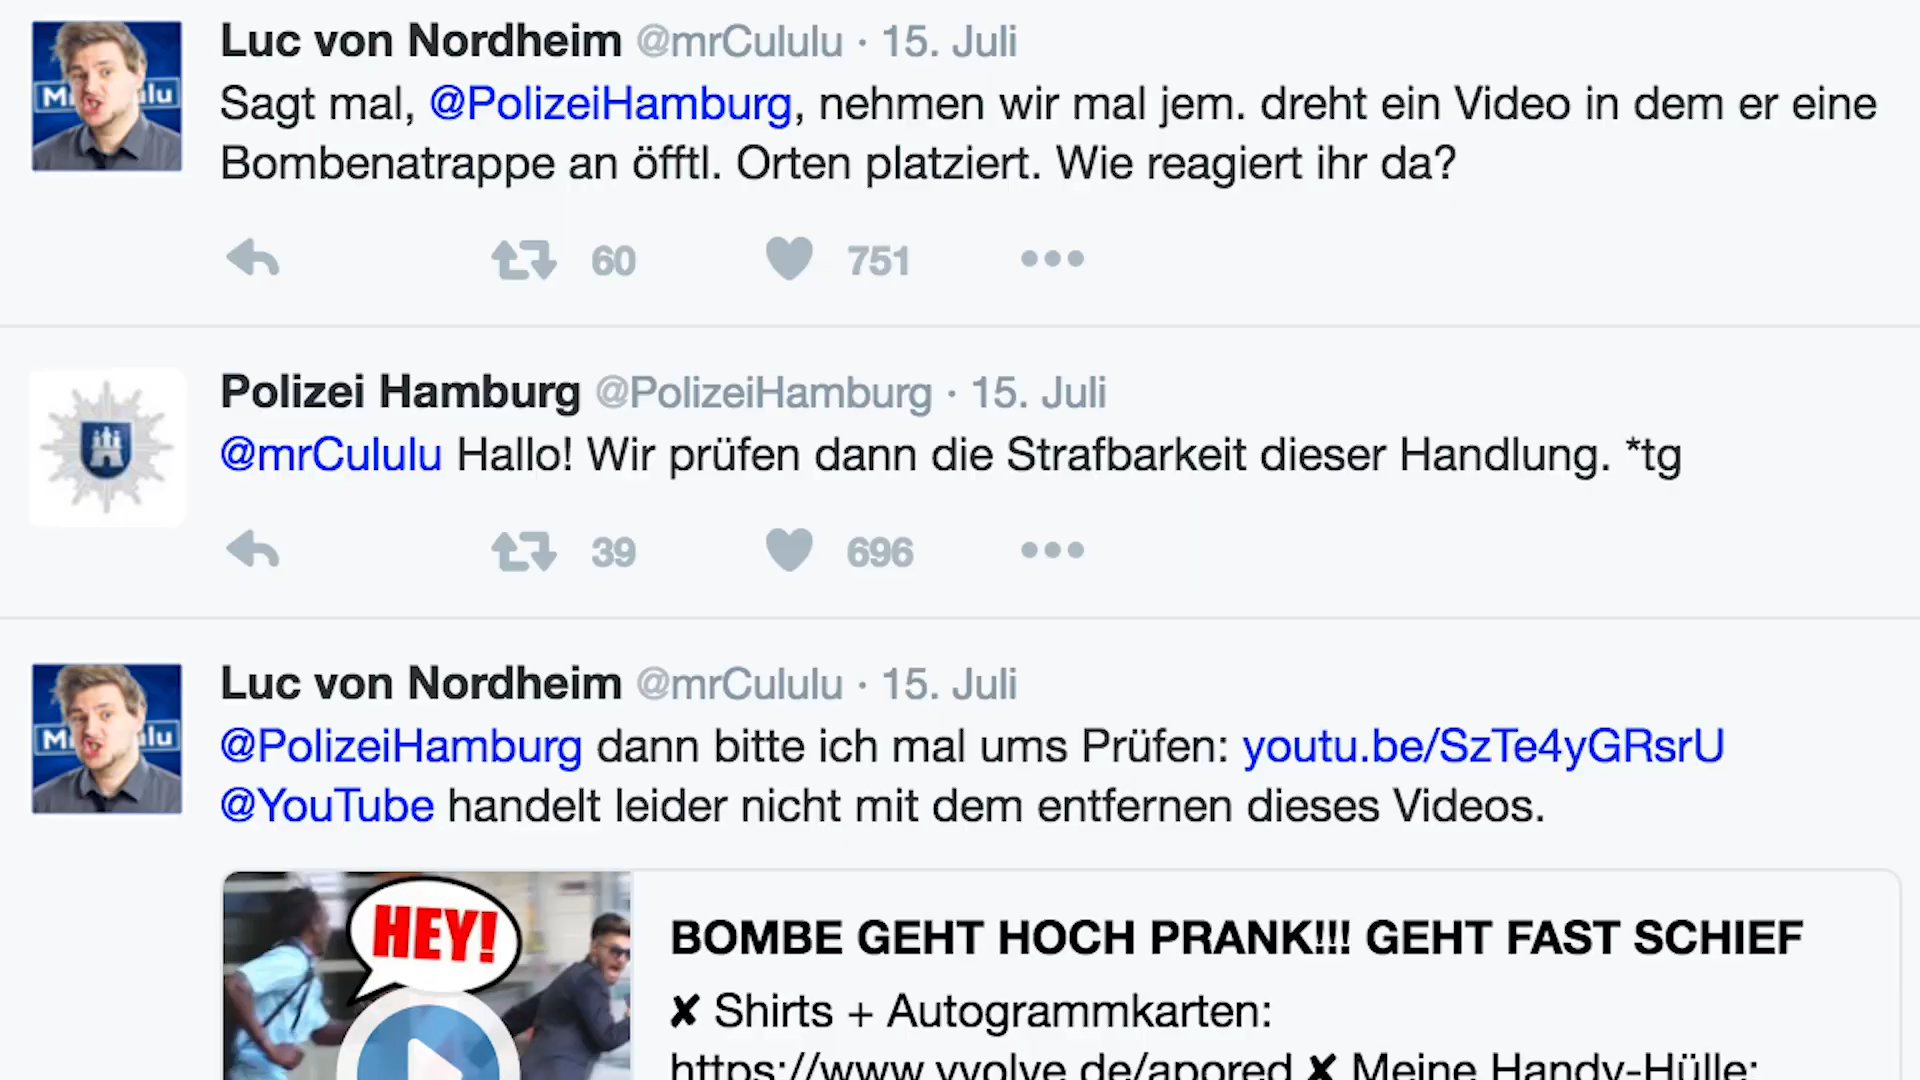 Luc von Nordheim @mrCululu · 15. Juli
Sagt mal, @PolizeiHamburg, nehmen wir mal jem. dreht ein Video in dem er eine
Bombenatrappe an öfftl. Orten platziert. Wie reagiert ihr da?
60 751
Polizei Hamburg @PolizeiHamburg · 15. Juli
@mrCululu Hallo! Wir prüfen dann die Strafbarkeit dieser Handlung. *tg
39 696
Luc von Nordheim @mrCululu · 15. Juli
@PolizeiHamburg dann bitte ich mal ums Prüfen: youtu.be/SzTe4yGRsrU
@YouTube handelt leider nicht mit dem entfernen dieses Videos.
HEY!
BOMBE GEHT HOCH PRANK!!! GEHT FAST SCHIEF
✘ Shirts + Autogrammkarten:
https://www.yvolve.de/apored ✘ Meine Handy-Hülle: